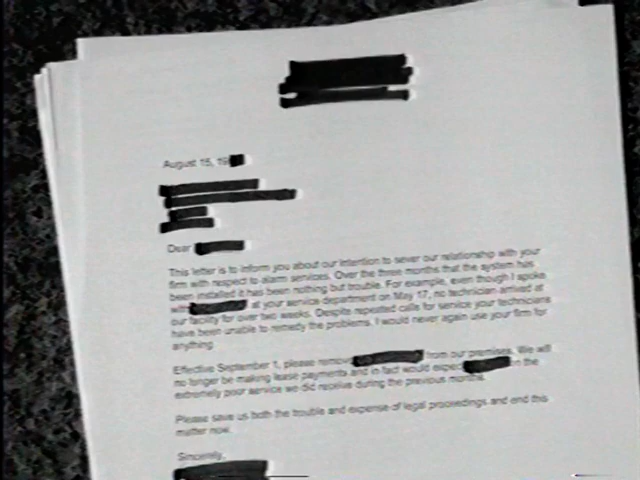 August 15, 19
Dear
This letter is to inform you about our intention to sever our relationship with your
firm with respect to alarm services. Over the three months that the system has
been installed it has been nothing but trouble. For example, even though I spoke
with at your service department on May 17, no technician arrived at
our facility for over two weeks. Despite repeated calls for service your technicians
have been unable to remedy the problems. I would never again use your firm for
anything.
Effective September 1, please remove from our premises. We will
no longer be making lease payments and in fact would expect on the
extremely poor service we did receive during the previous months.
Please save us both the trouble and expense of legal proceedings and end this
matter now.
Sincerely,